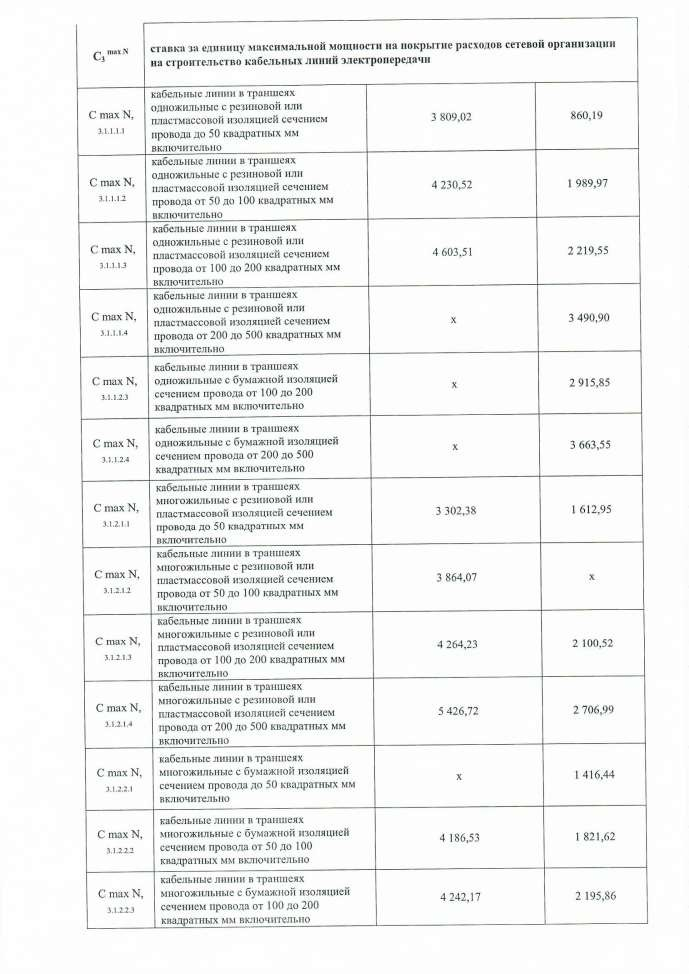 C₃ max N
ставка за единицу максимальной мощности на покрытие расходов сетевой организации
на строительство кабельных линий электропередачи
C max N,
3.1.1.1.1
кабельные линии в траншеях
одножильные с резиновой или
пластмассовой изоляцией сечением
провода до 50 квадратных мм
включительно
3 809,02
860,19
C max N,
3.1.1.1.2
кабельные линии в траншеях
одножильные с резиновой или
пластмассовой изоляцией сечением
провода от 50 до 100 квадратных мм
включительно
4 230,52
1 989,97
C max N,
3.1.1.1.3
кабельные линии в траншеях
одножильные с резиновой или
пластмассовой изоляцией сечением
провода от 100 до 200 квадратных мм
включительно
4 603,51
2 219,55
C max N,
3.1.1.1.4
кабельные линии в траншеях
одножильные с резиновой или
пластмассовой изоляцией сечением
провода от 200 до 500 квадратных мм
включительно
x
3 490,90
C max N,
3.1.1.2.3
кабельные линии в траншеях
одножильные с бумажной изоляцией
сечением провода от 100 до 200
квадратных мм включительно
x
2 915,85
C max N,
3.1.1.2.4
кабельные линии в траншеях
одножильные с бумажной изоляцией
сечением провода от 200 до 500
квадратных мм включительно
x
3 663,55
C max N,
3.1.2.1.1
кабельные линии в траншеях
многожильные с резиновой или
пластмассовой изоляцией сечением
провода до 50 квадратных мм
включительно
3 302,38
1 612,95
C max N,
3.1.2.1.2
кабельные линии в траншеях
многожильные с резиновой или
пластмассовой изоляцией сечением
провода от 50 до 100 квадратных мм
включительно
3 864,07
x
C max N,
3.1.2.1.3
кабельные линии в траншеях
многожильные с резиновой или
пластмассовой изоляцией сечением
провода от 100 до 200 квадратных мм
включительно
4 264,23
2 100,52
C max N,
3.1.2.1.4
кабельные линии в траншеях
многожильные с резиновой или
пластмассовой изоляцией сечением
провода от 200 до 500 квадратных мм
включительно
5 426,72
2 706,99
C max N,
3.1.2.2.1
кабельные линии в траншеях
многожильные с бумажной изоляцией
сечением провода до 50 квадратных мм
включительно
x
1 416,44
C max N,
3.1.2.2.2
кабельные линии в траншеях
многожильные с бумажной изоляцией
сечением провода от 50 до 100
квадратных мм включительно
4 186,53
1 821,62
C max N,
3.1.2.2.3
кабельные линии в траншеях
многожильные с бумажной изоляцией
сечением провода от 100 до 200
квадратных мм включительно
4 242,17
2 195,86